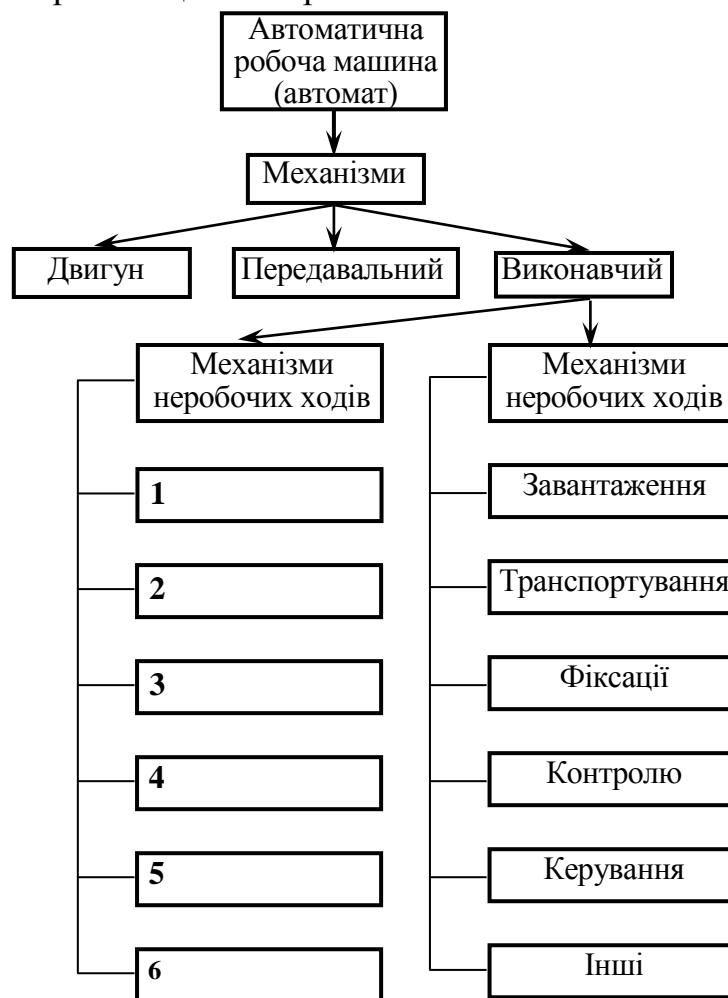 Автоматична
робоча машина
(автомат)
Механізми
Двигун
Передавальний
Виконавчий
Механізми
неробочих ходів
Механізми
неробочих ходів
1
Завантаження
2
Транспортування
3
Фіксації
4
Контролю
5
Керування
6
Інші